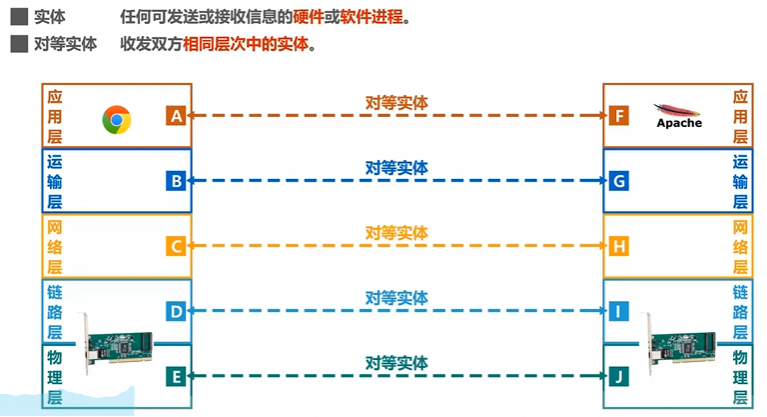 实体 任何可发送或接收信息的硬件或软件进程。
对等实体 收发双方相同层次中的实体。
应用层 A 对等实体 F Apache 应用层
运输层 B 对等实体 G 运输层
网络层 C 对等实体 H 网络层
链路层 D 对等实体 I 链路层
物理层 E 对等实体 J 物理层